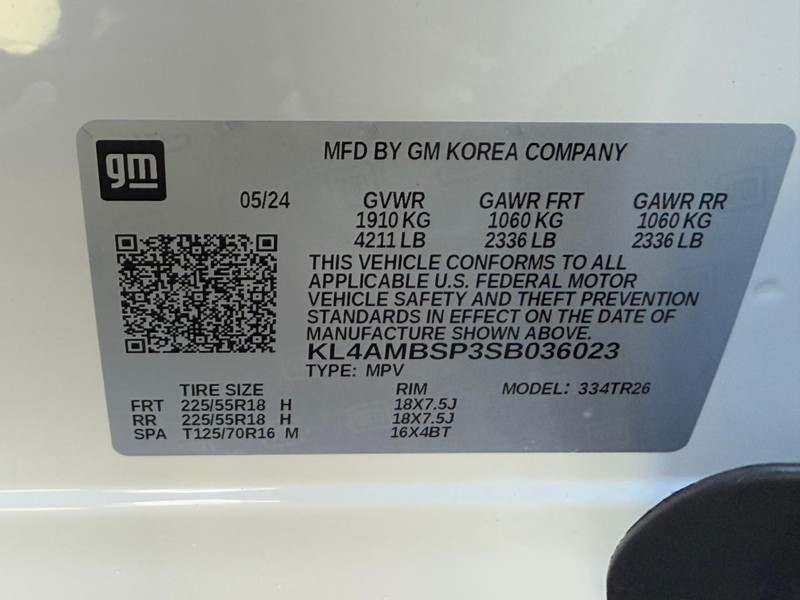 gm
MFD BY GM KOREA COMPANY
05/24 GVWR GAWR FRT GAWR RR
1910 KG 1060 KG 1060 KG
4211 LB 2336 LB 2336 LB
THIS VEHICLE CONFORMS TO ALL
APPLICABLE U.S. FEDERAL MOTOR
VEHICLE SAFETY AND THEFT PREVENTION
STANDARDS IN EFFECT ON THE DATE OF
MANUFACTURE SHOWN ABOVE.
KL4AMBSP3SB036023
TYPE: MPV
TIRE SIZE RIM MODEL: 334TR26
FRT 225/55R18 H 18X7.5J
RR 225/55R18 H 18X7.5J
SPA T125/70R16 M 16X4BT